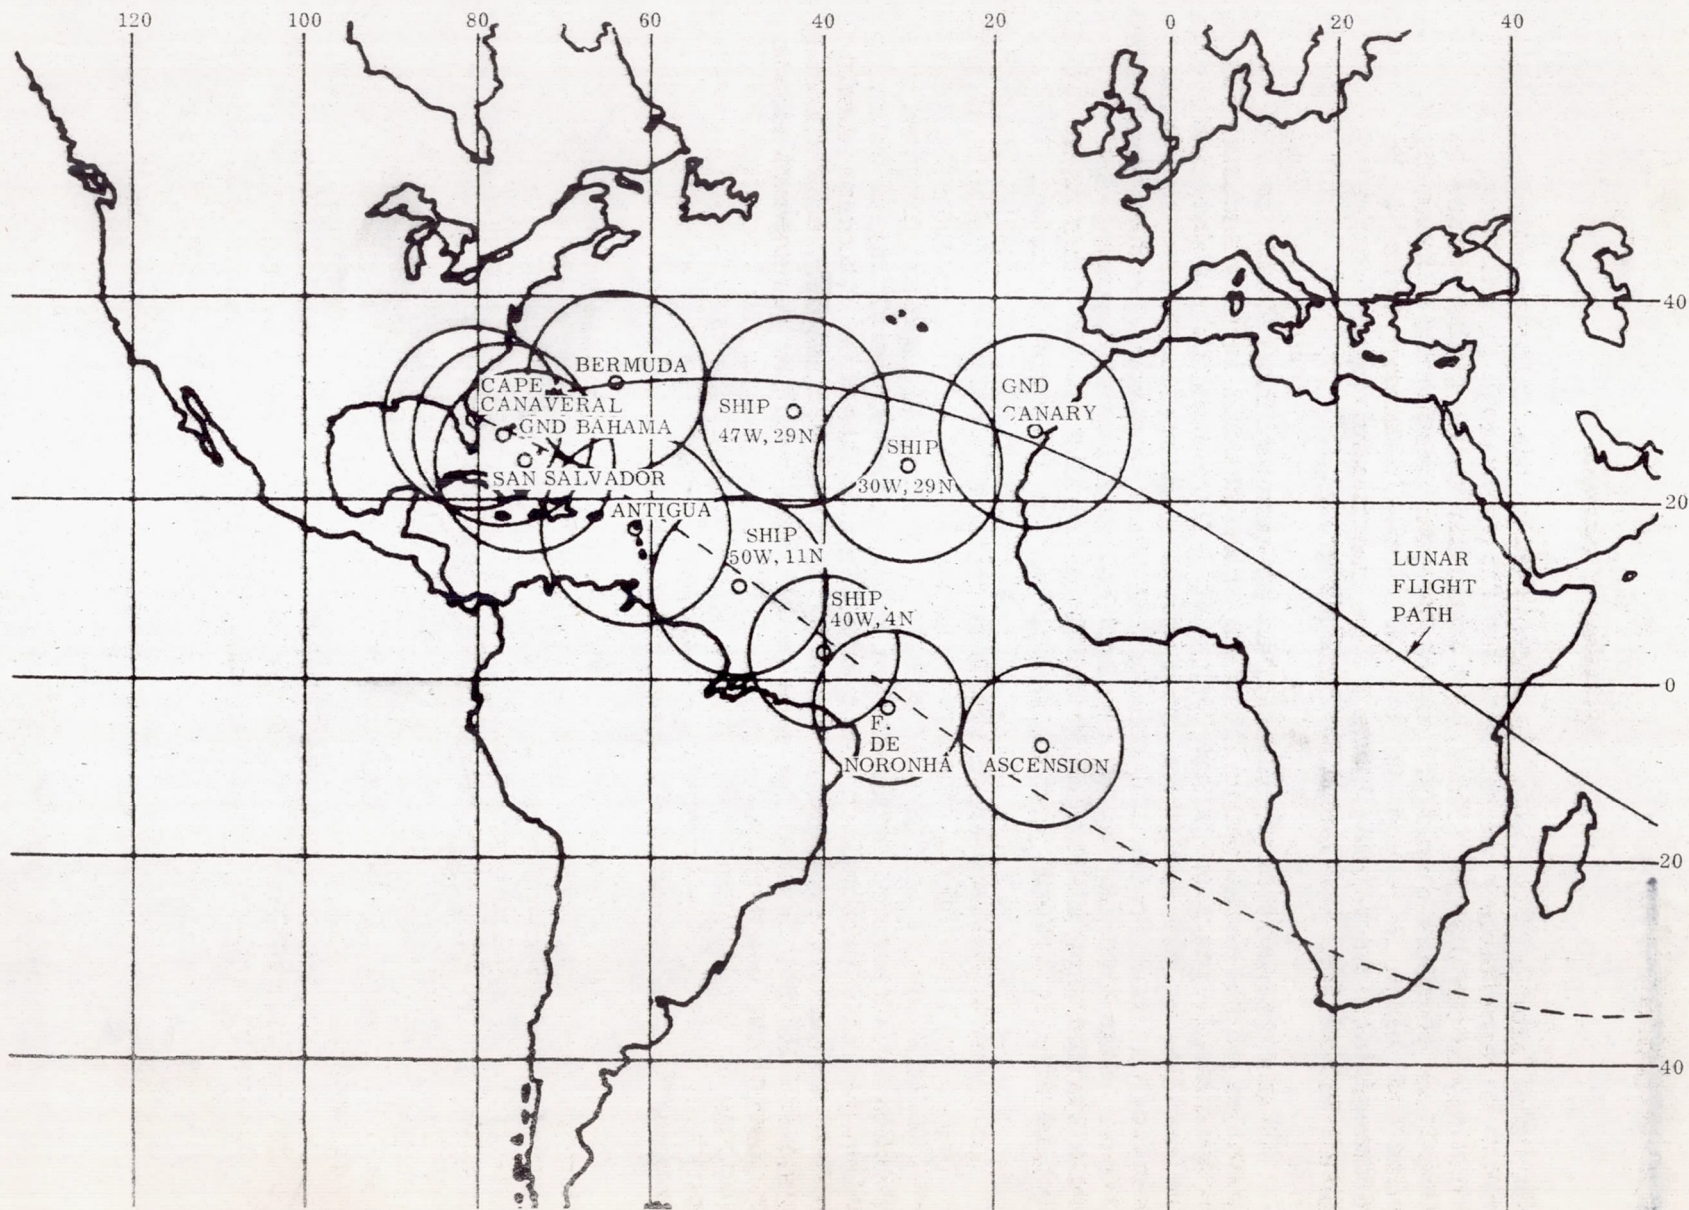 120 100 80 60 40 20 0 20 40
40
BERMUDA
CAPE
CANAVERAL
GND BAHAMA
SAN SALVADOR
SHIP
47W, 29N
GND
CANARY
SHIP
30W, 29N
20
ANTIGUA
SHIP
50W, 11N
LUNAR
FLIGHT
PATH
SHIP
40W, 4N
0
F.
DE
NORONHA
ASCENSION
20
40